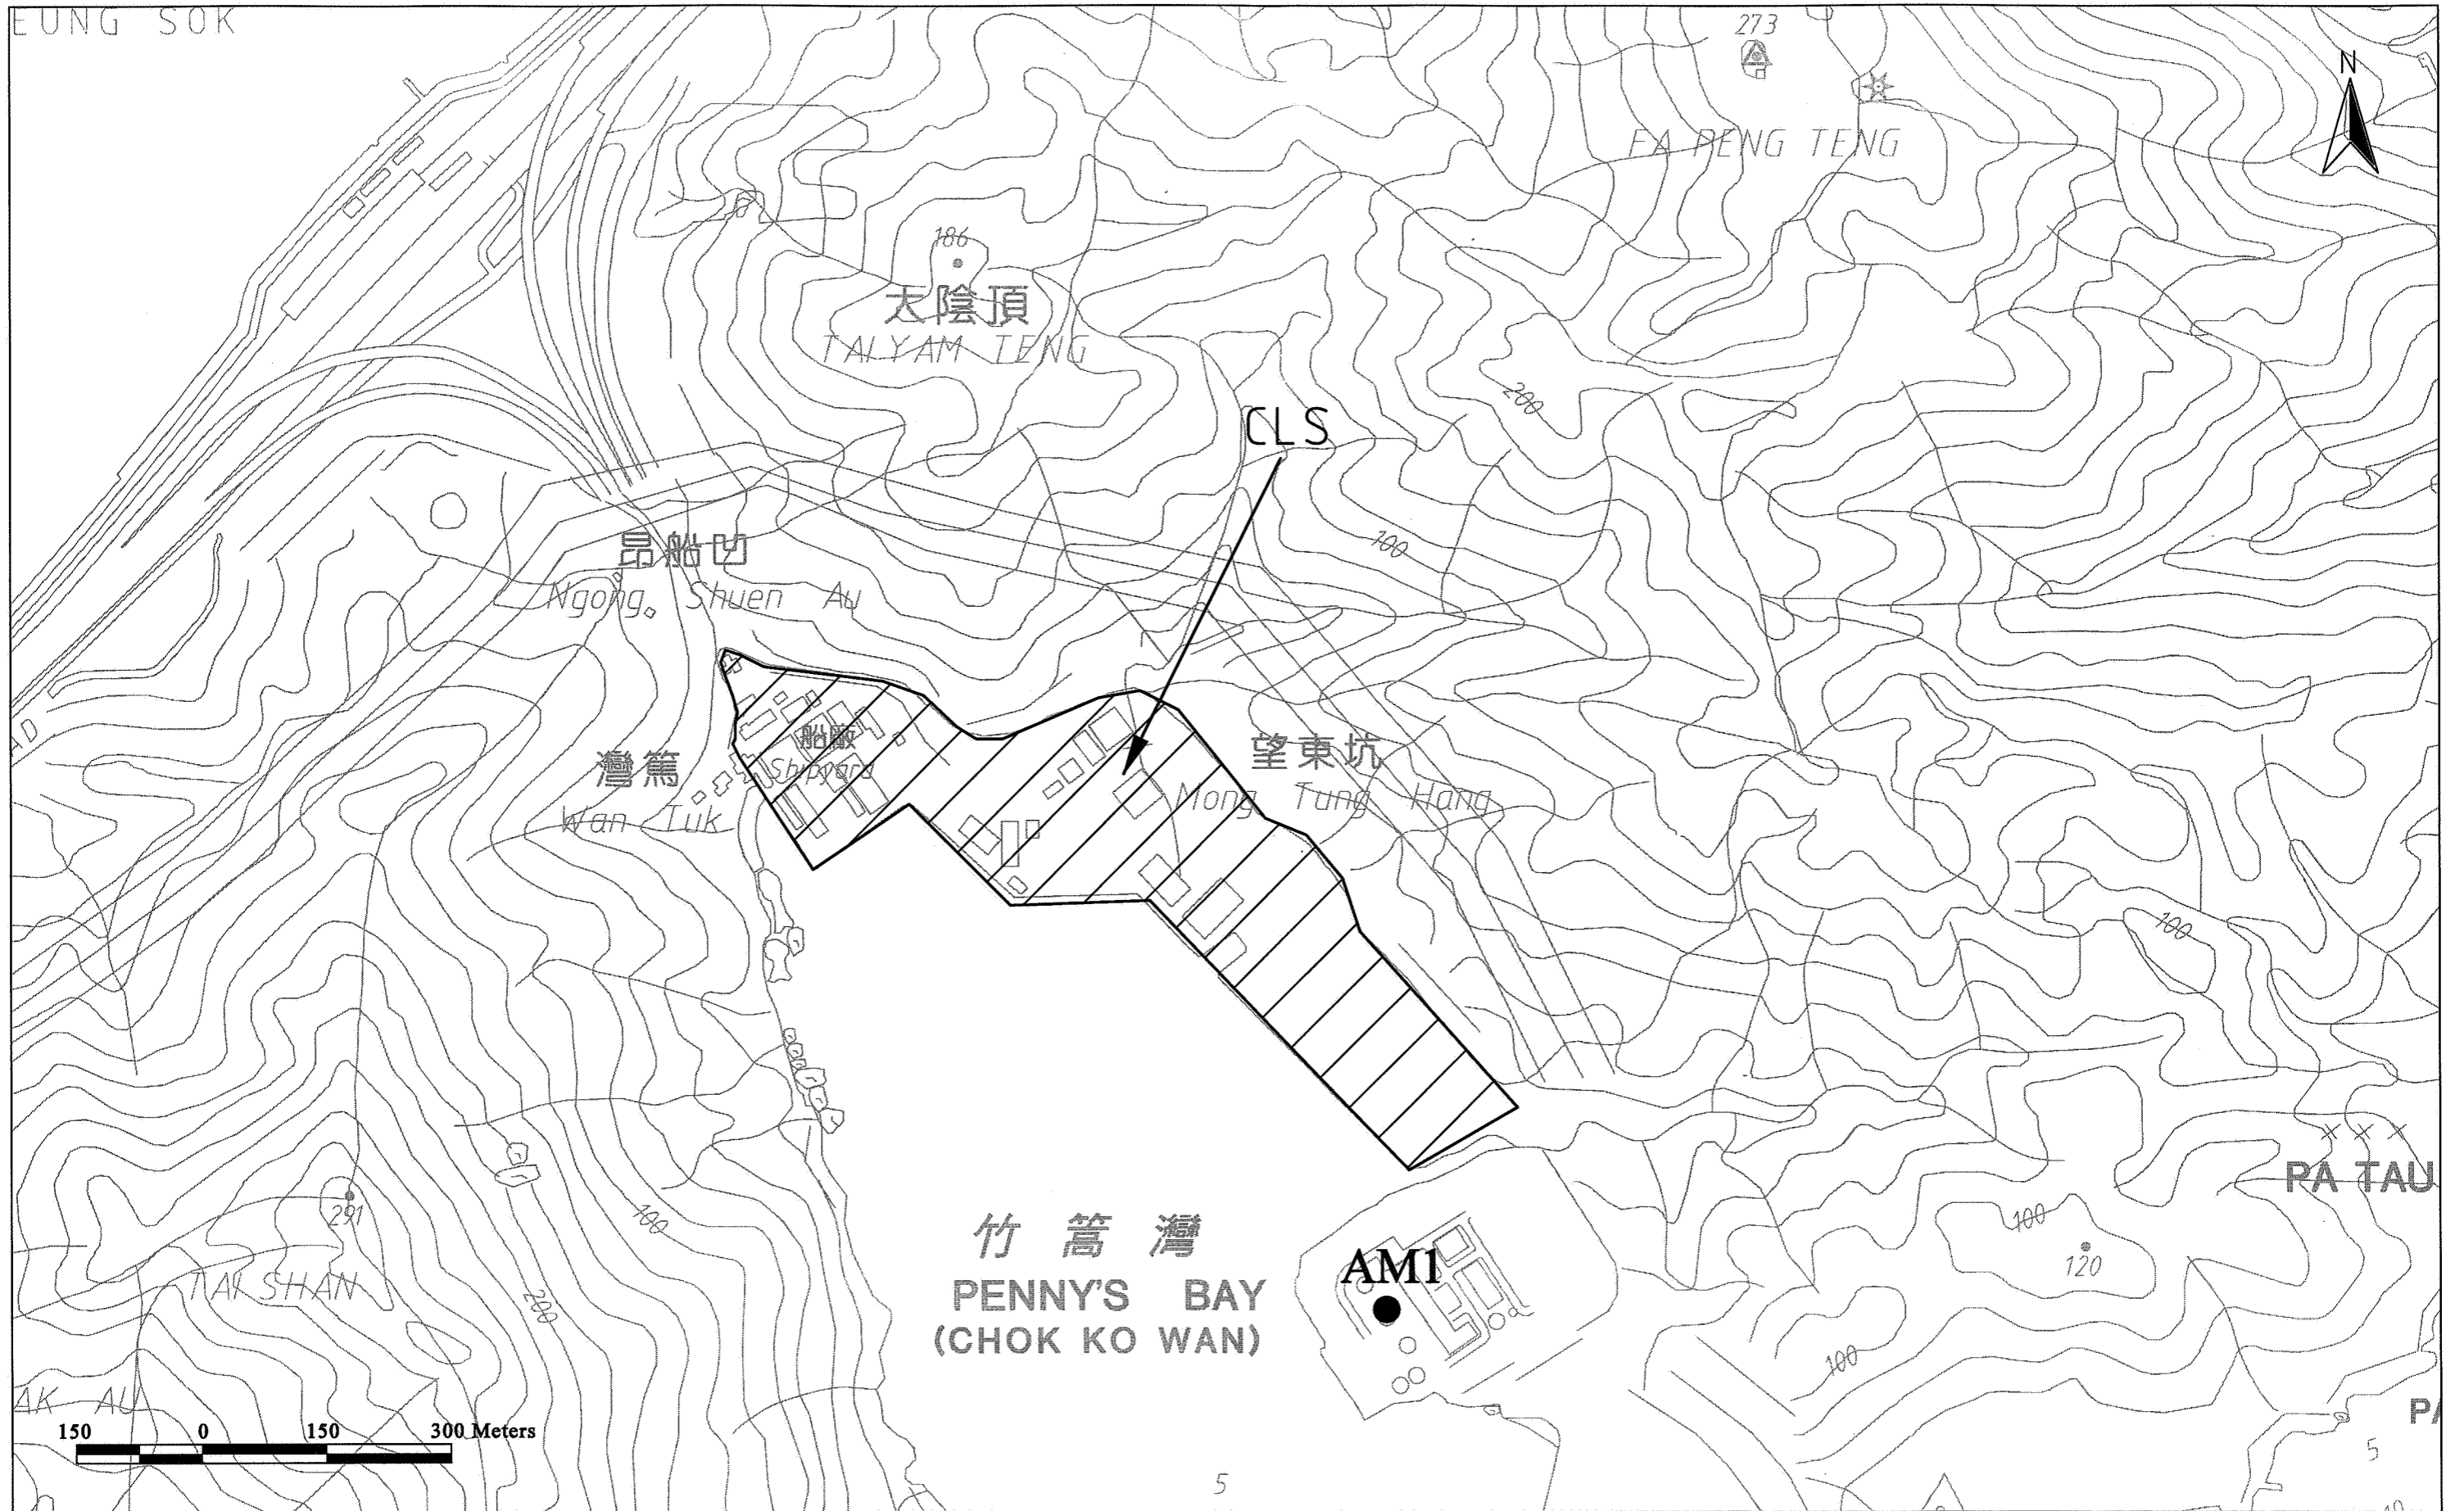 EUNG SOK
273
N
FA PENG TENG
186
太陰頂
TAI YAM TENG
200
CLS
100
昂船凹
Ngong Shuen Au
船廠
Shipyard
灣篤
Wan Tuk
望東坑
Mong Tung Hang
100
PA TAU
291
100
竹篙灣
PENNY'S BAY
(CHOK KO WAN)
AM1
100
120
TAI SHAN
200
100
AK AU
150 0 150 300 Meters
PA
5
5